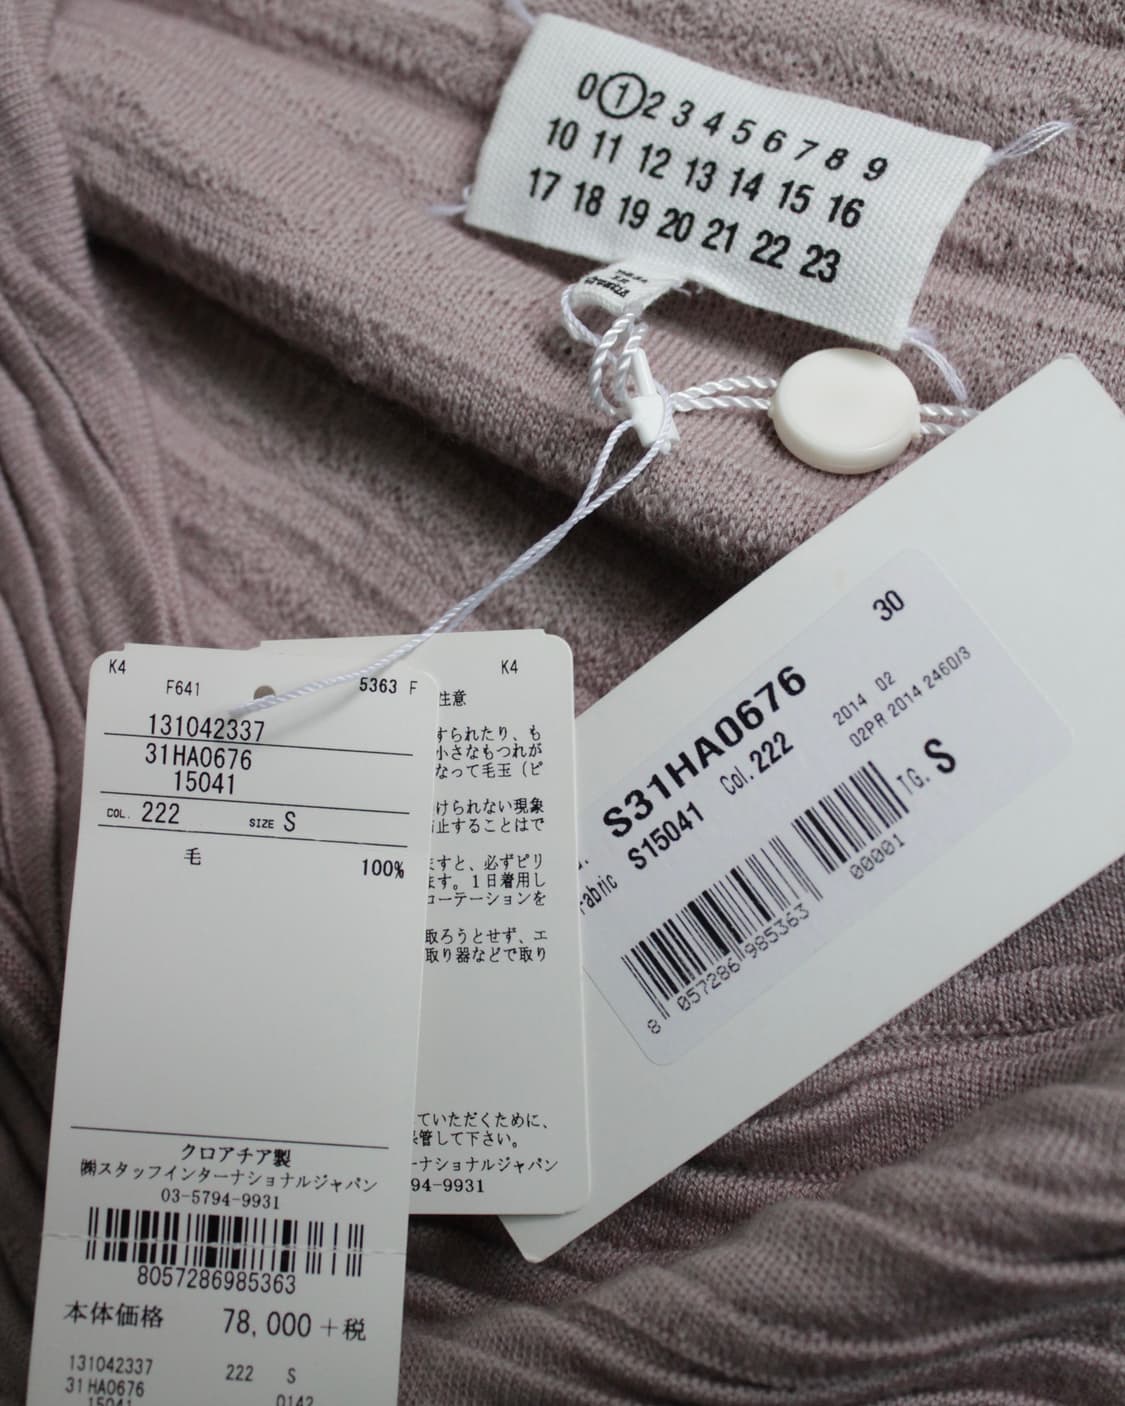 0 1 2 3 4 5 6 7 8 9
10 11 12 13 14 15 16
17 18 19 20 21 22 23
30
S31HA0676
2014 02
02PR 2014 2460/3
Fabric S15041 Col. 222
TG. S
00001
8 057286 985363
K4
F641 5363 F
131042337
31HA0676
15041
COL. 222 SIZE S
毛 100%
クロアチア製
㈱スタッフインターナショナルジャパン
03-5794-9931
8057286985363
本体価格 78,000+税
131042337 222 S
31HA0676
15041 0142
K4
注意
すられたり、も
小さなもつれが
なって毛玉（ピ
けられない現象
止することはで
ますと、必ずピリ
ます。1日着用し
ローテーションを
取ろうとせず、エ
取り器などで取り
ていただくために、
管して下さい。
ーナショナルジャパン
94-9931